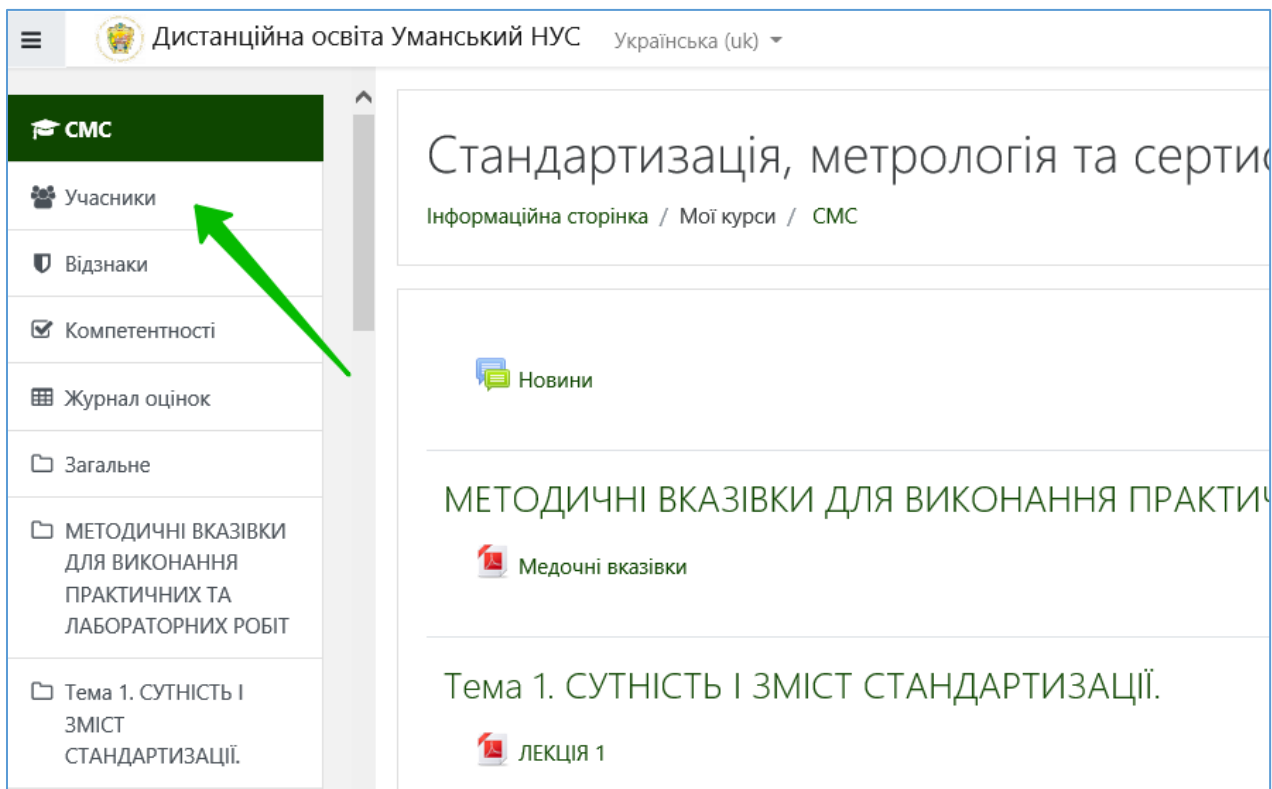 Дистанційна освіта Уманський НУС Українська (uk)
СМС
Учасники
Відзнаки
Компетентності
Журнал оцінок
Загальне
МЕТОДИЧНІ ВКАЗІВКИ
ДЛЯ ВИКОНАННЯ
ПРАКТИЧНИХ ТА
ЛАБОРАТОРНИХ РОБІТ
Тема 1. СУТНІСТЬ І
ЗМІСТ
СТАНДАРТИЗАЦІЇ.
Стандартизація, метрологія та серти
Інформаційна сторінка / Мої курси / СМС
Новини
МЕТОДИЧНІ ВКАЗІВКИ ДЛЯ ВИКОНАННЯ ПРАКТИЧ
Медочні вказівки
Тема 1. СУТНІСТЬ І ЗМІСТ СТАНДАРТИЗАЦІЇ.
ЛЕКЦІЯ 1